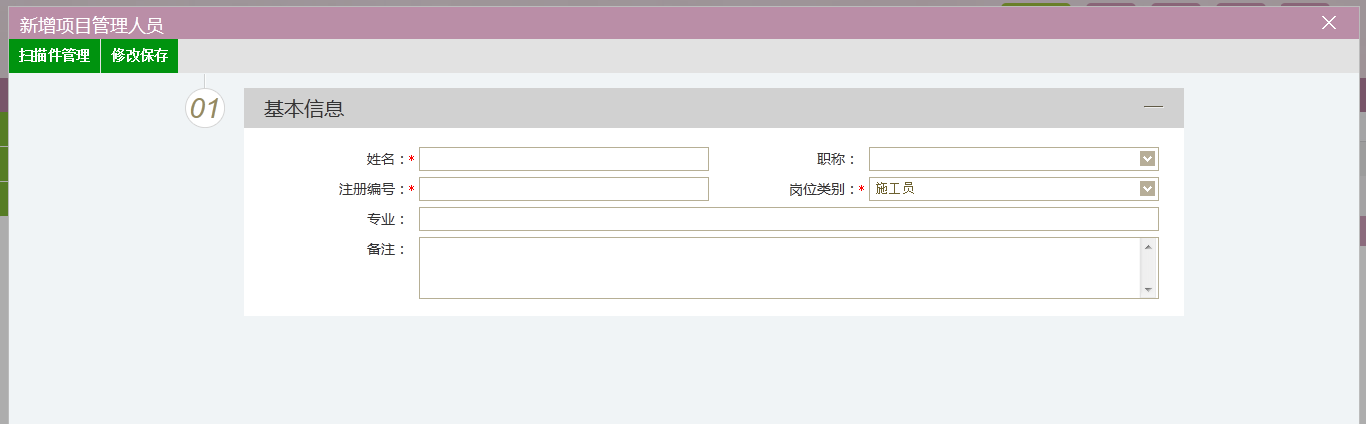 新增项目管理人员
扫描件管理 修改保存
01 基本信息
姓名：* 职称：
注册编号：* 岗位类别：* 施工员
专业：
备注：